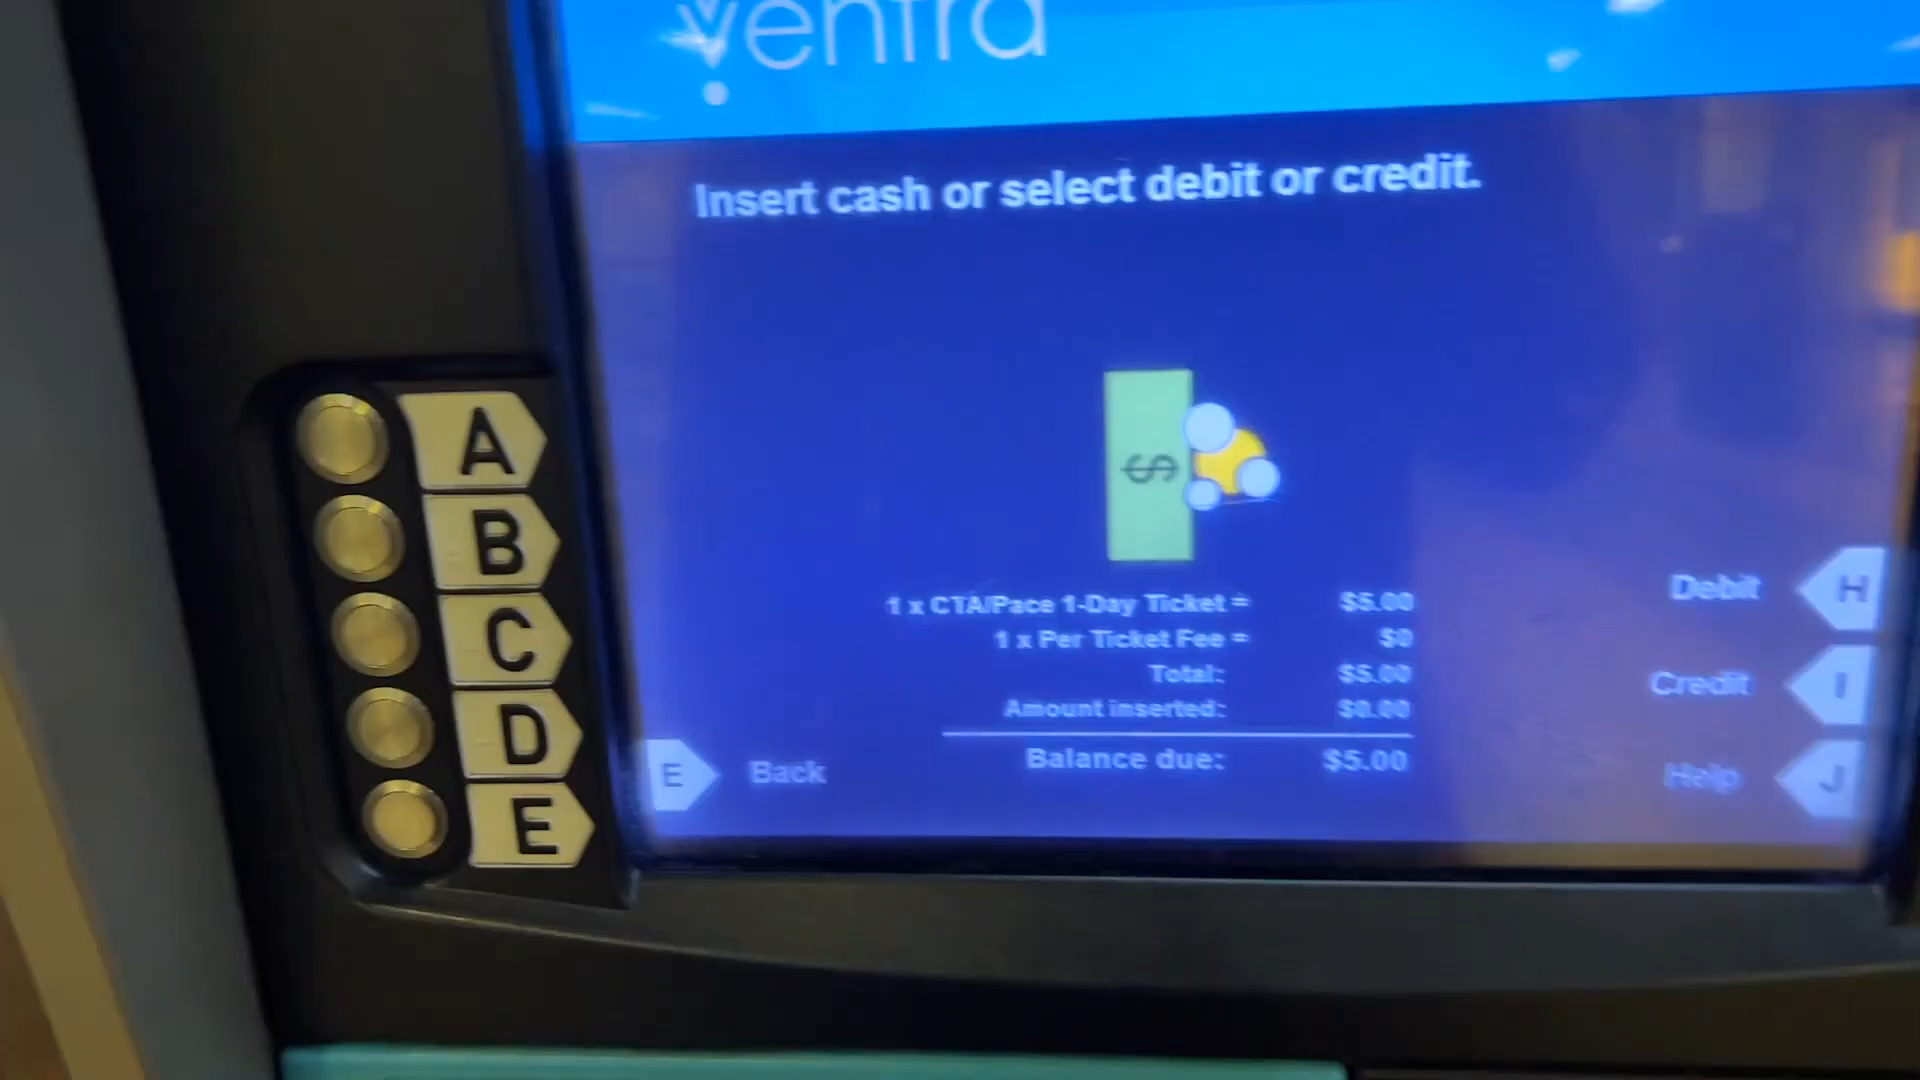 ventra
Insert cash or select debit or credit.
$
A
B
C
D
E
1 x CTA/Pace 1-Day Ticket = $5.00
1 x Per Ticket Fee = $0
Total: $5.00
Amount inserted: $0.00
Balance due: $5.00
E Back
Debit H
Credit I
Help J